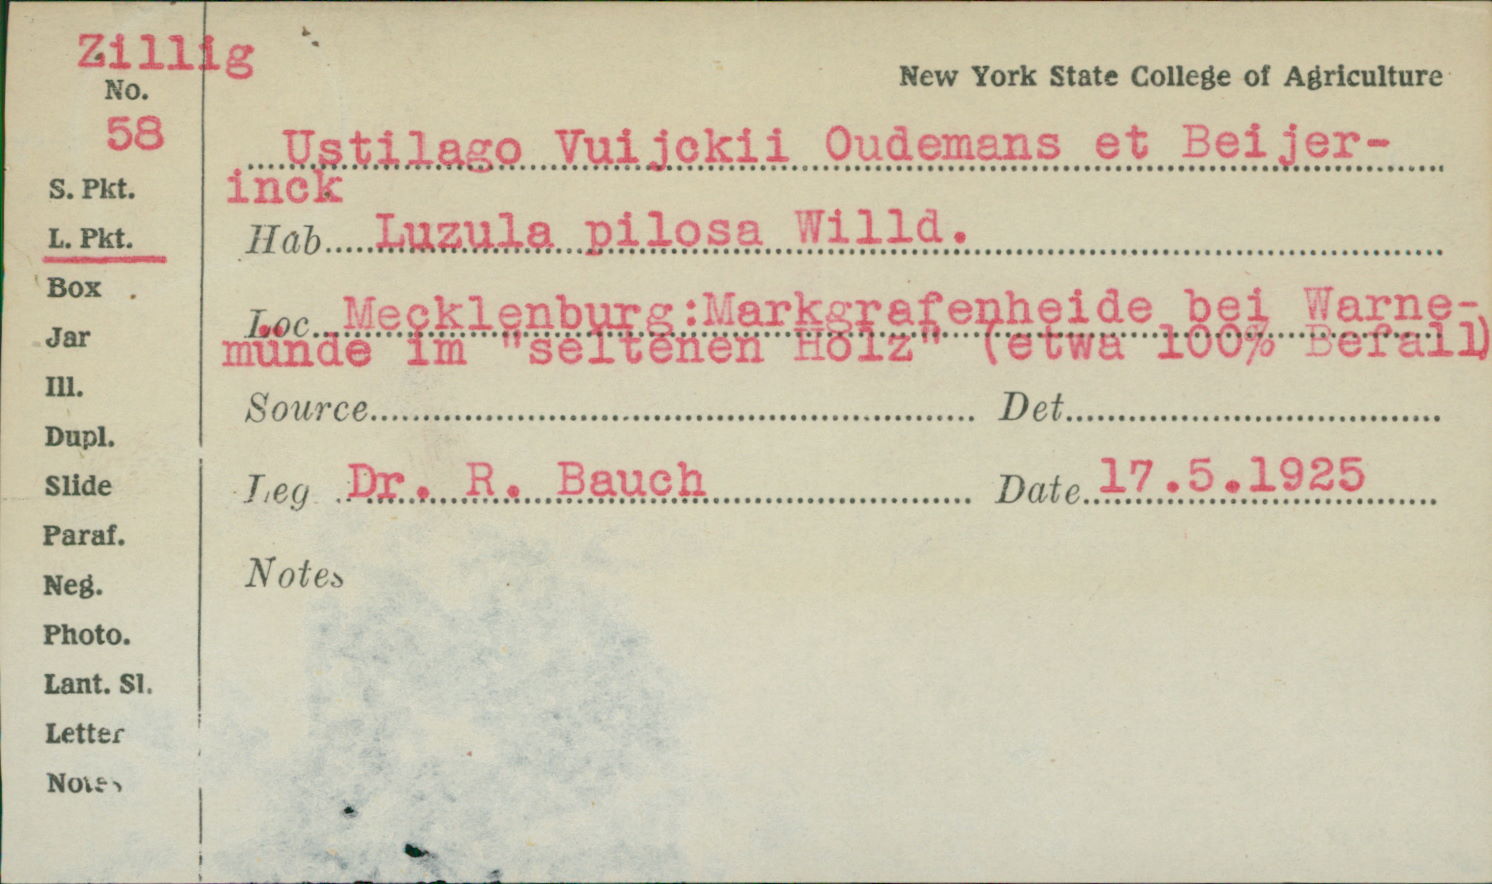 Zillig
No.
58
New York State College of Agriculture
Ustilago Vuijckii Oudemans et Beijer-
inck
S. Pkt.
L. Pkt.
Hab Luzula pilosa Willd.
Box
Loc Mecklenburg:Markgrafenheide bei Warne-
münde im "seltenen Holz" (etwa 100% Befall)
Jar
Ill.
Source Det
Dupl.
Slide
Leg Dr. R. Bauch Date 17.5.1925
Paraf.
Notes
Neg.
Photo.
Lant. Sl.
Letter
Notes